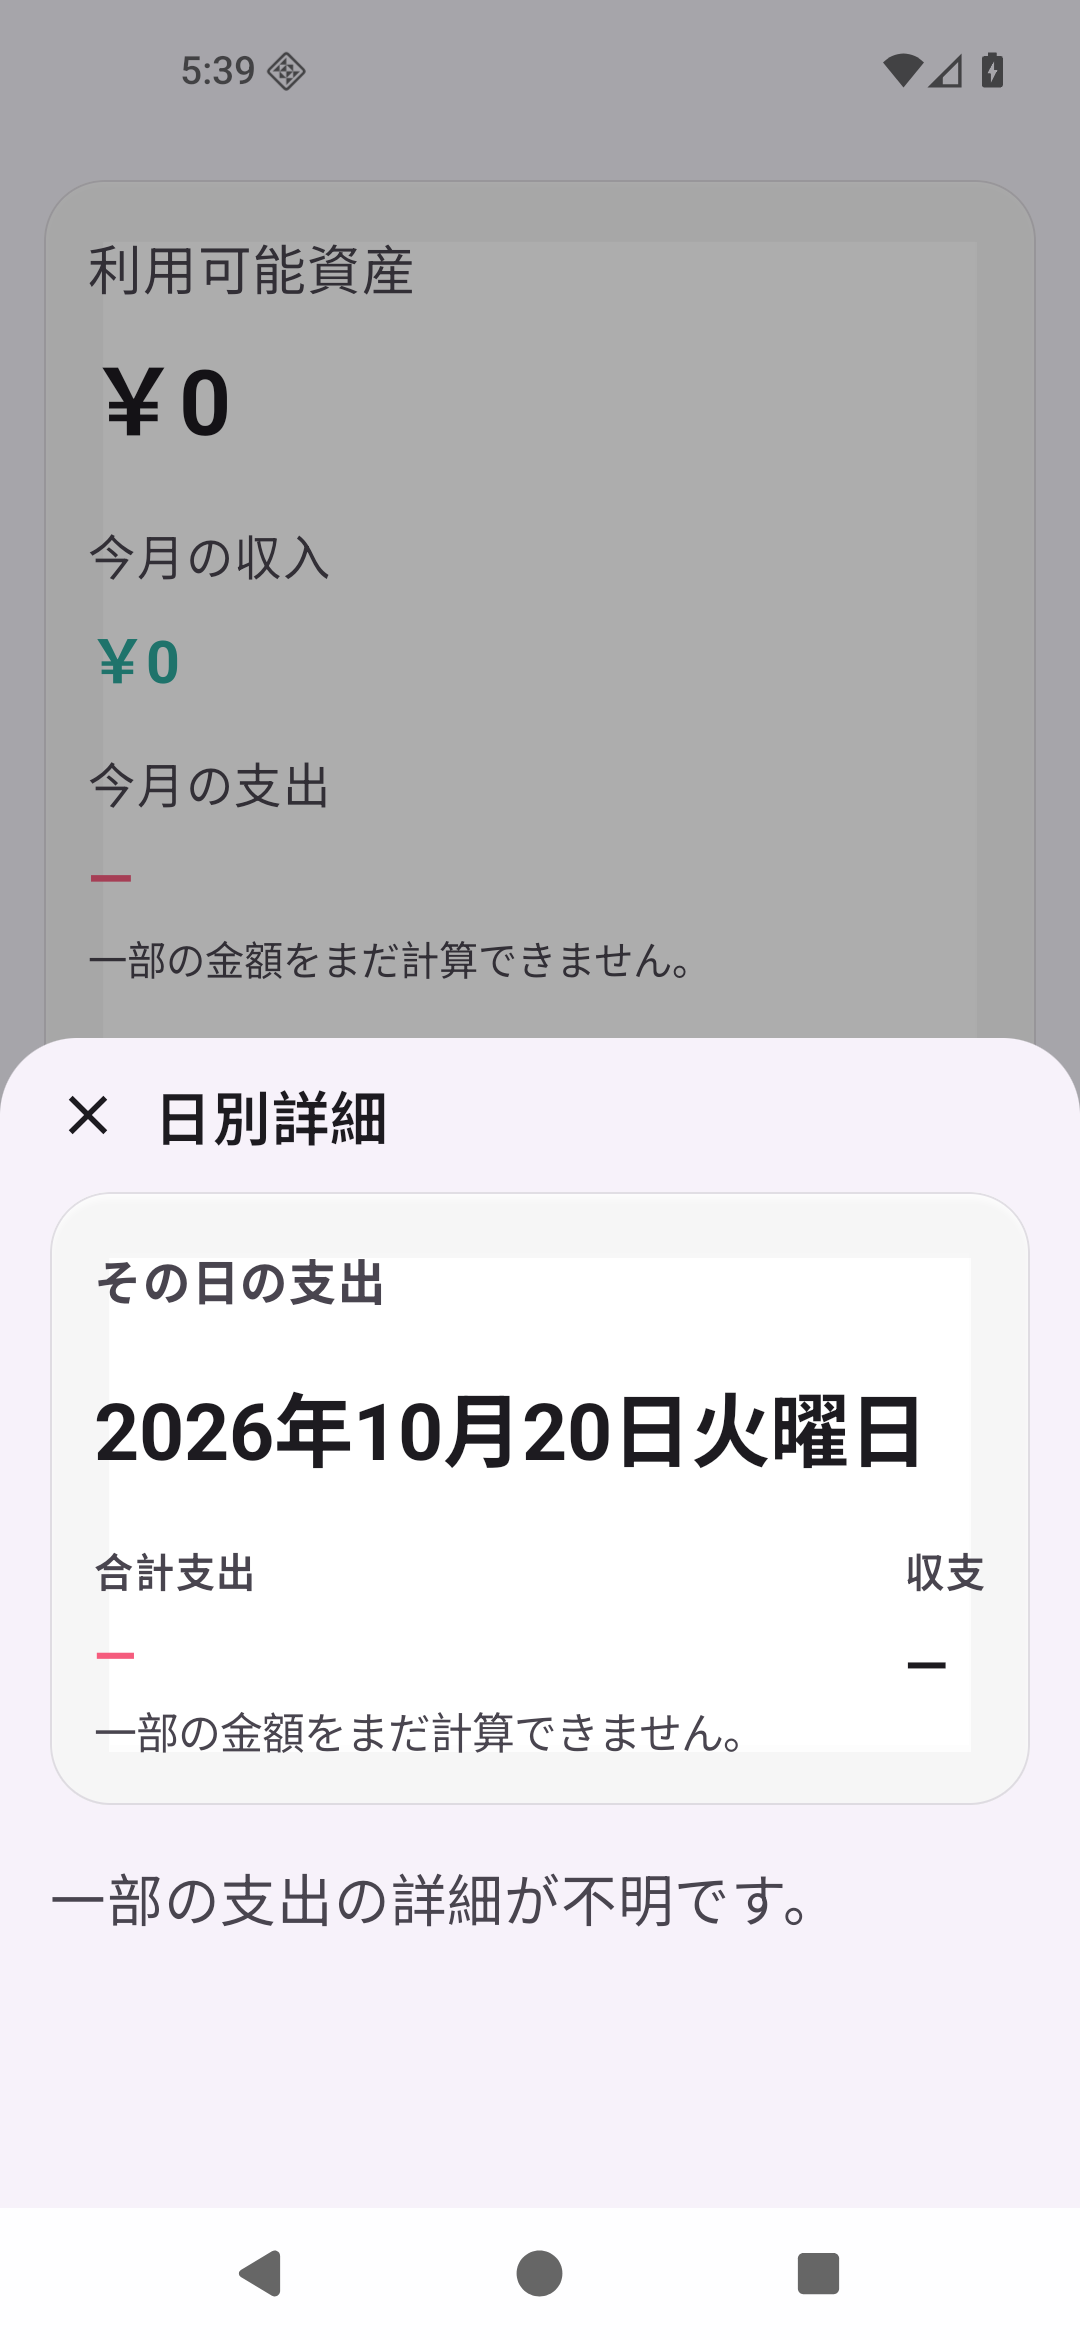 5:39
利用可能資産
¥0
今月の収入
¥0
今月の支出
—
一部の金額をまだ計算できません。
日別詳細
その日の支出
2026年10月20日火曜日
合計支出 収支
— —
一部の金額をまだ計算できません。
一部の支出の詳細が不明です。